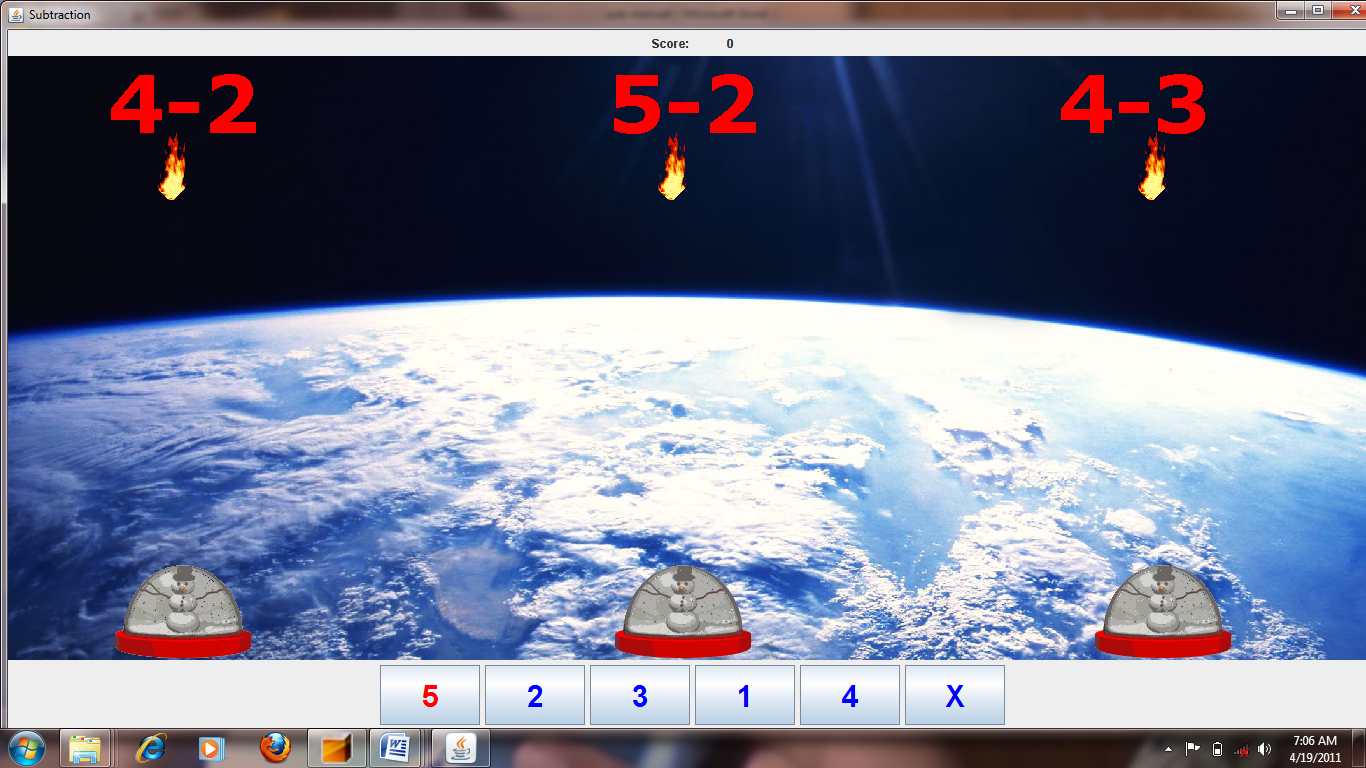 Subtraction
Score: 0
4-2 5-2 4-3
5 2 3 1 4 X
7:06 AM
4/19/2011